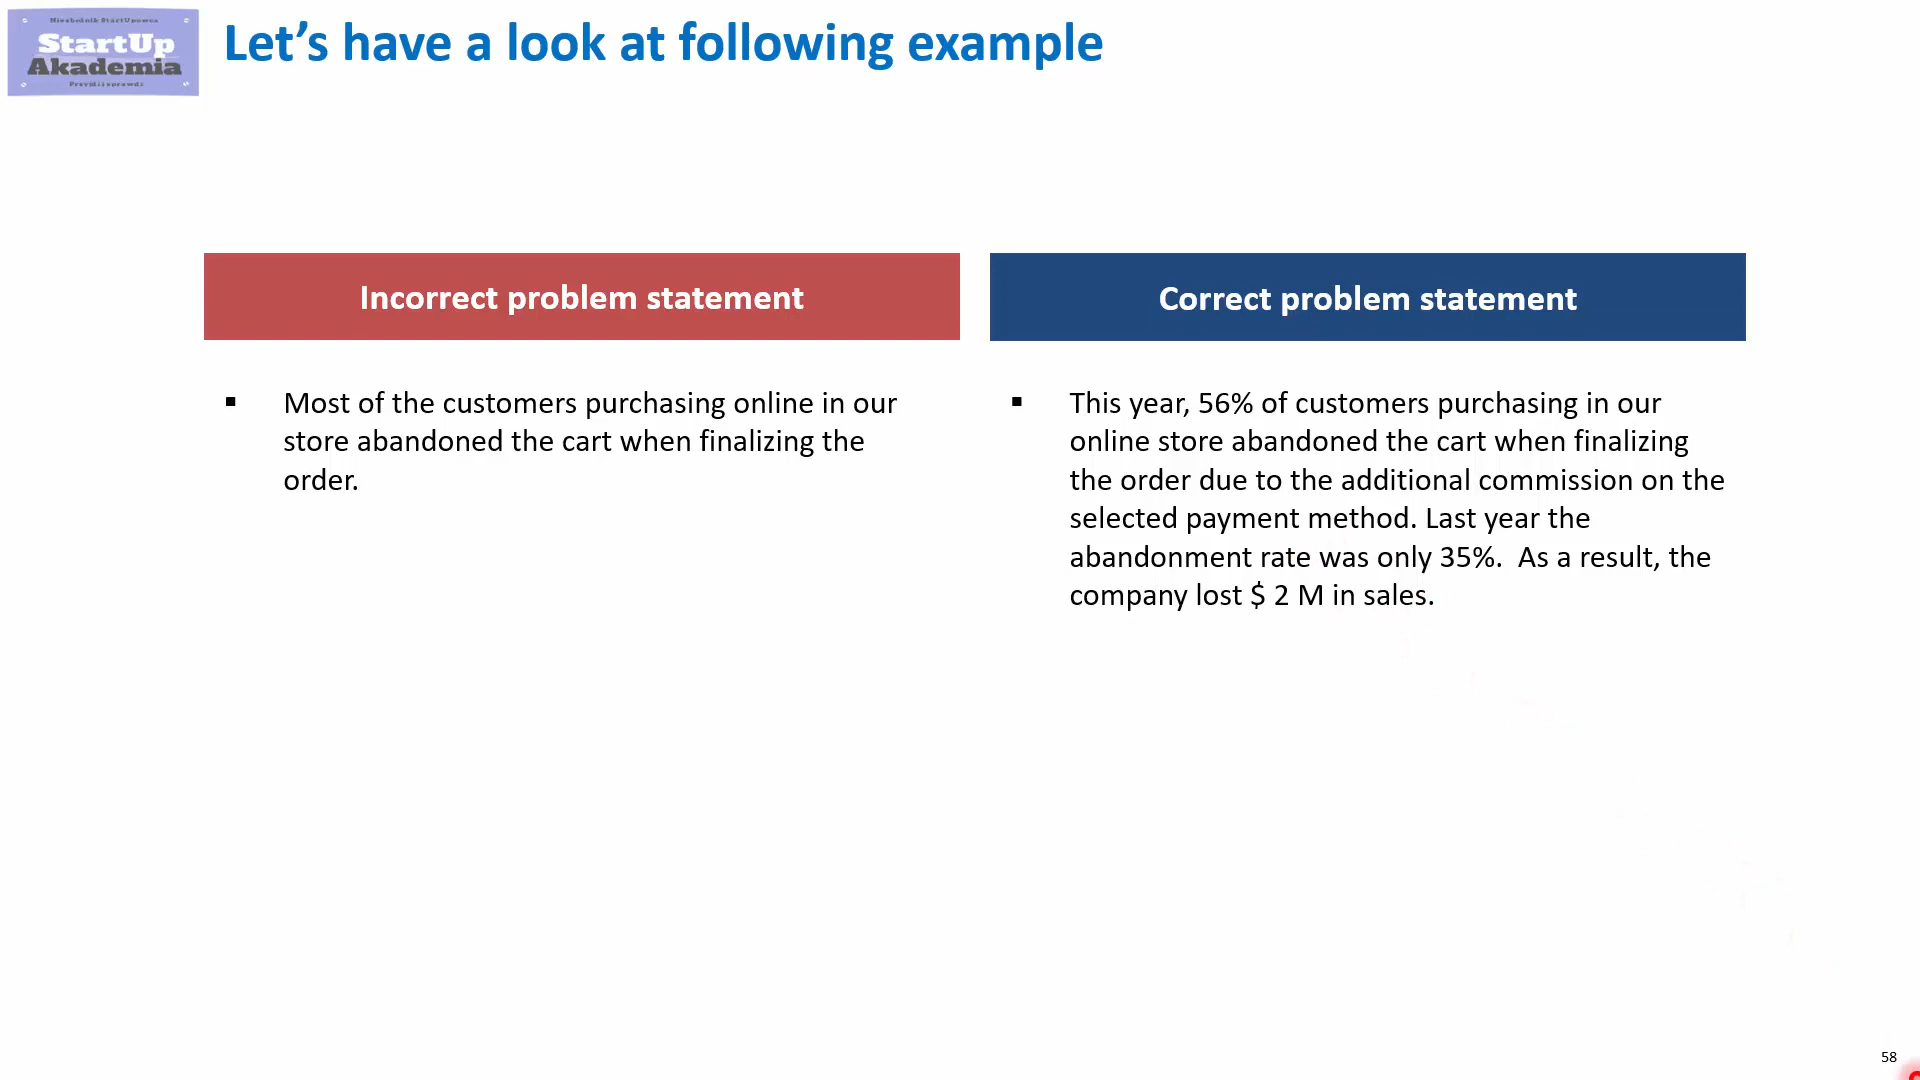 Niezbędnik StartUpowca
StartUp
Akademia
Let’s have a look at following example
Incorrect problem statement
▪ Most of the customers purchasing online in our
store abandoned the cart when finalizing the
order.
Correct problem statement
▪ This year, 56% of customers purchasing in our
online store abandoned the cart when finalizing
the order due to the additional commission on the
selected payment method. Last year the
abandonment rate was only 35%.  As a result, the
company lost $ 2 M in sales.
58